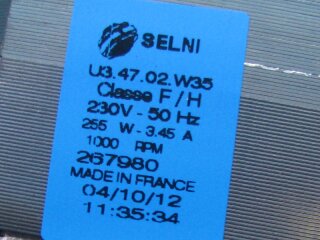 SELNI
U3.47.02.W35
Classe F/H
230V - 50 Hz
255 W - 3.45 A
1000 RPM
267980
MADE IN FRANCE
04/10/12
11:35:34